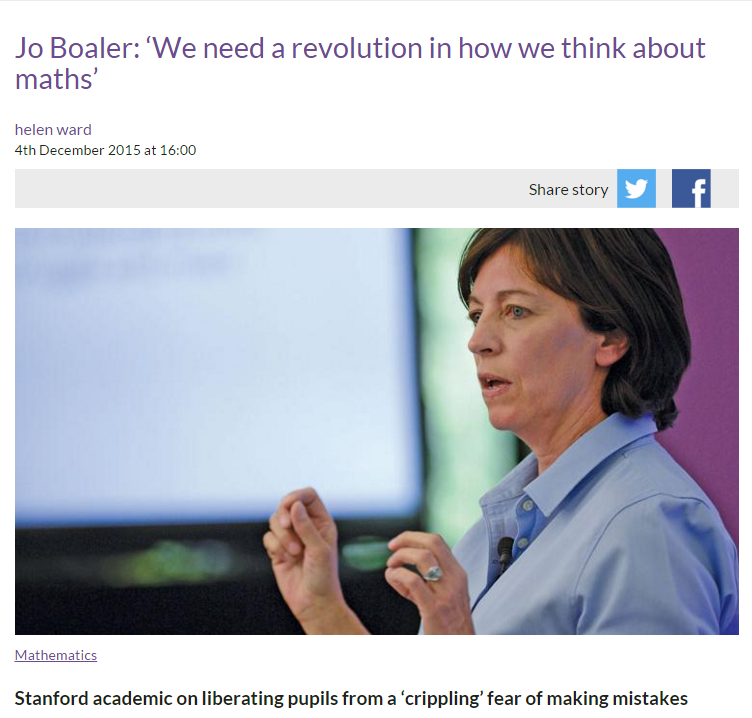 Jo Boaler: ‘We need a revolution in how we think about
maths’
helen ward
4th December 2015 at 16:00
Share story
Mathematics
Stanford academic on liberating pupils from a ‘crippling’ fear of making mistakes